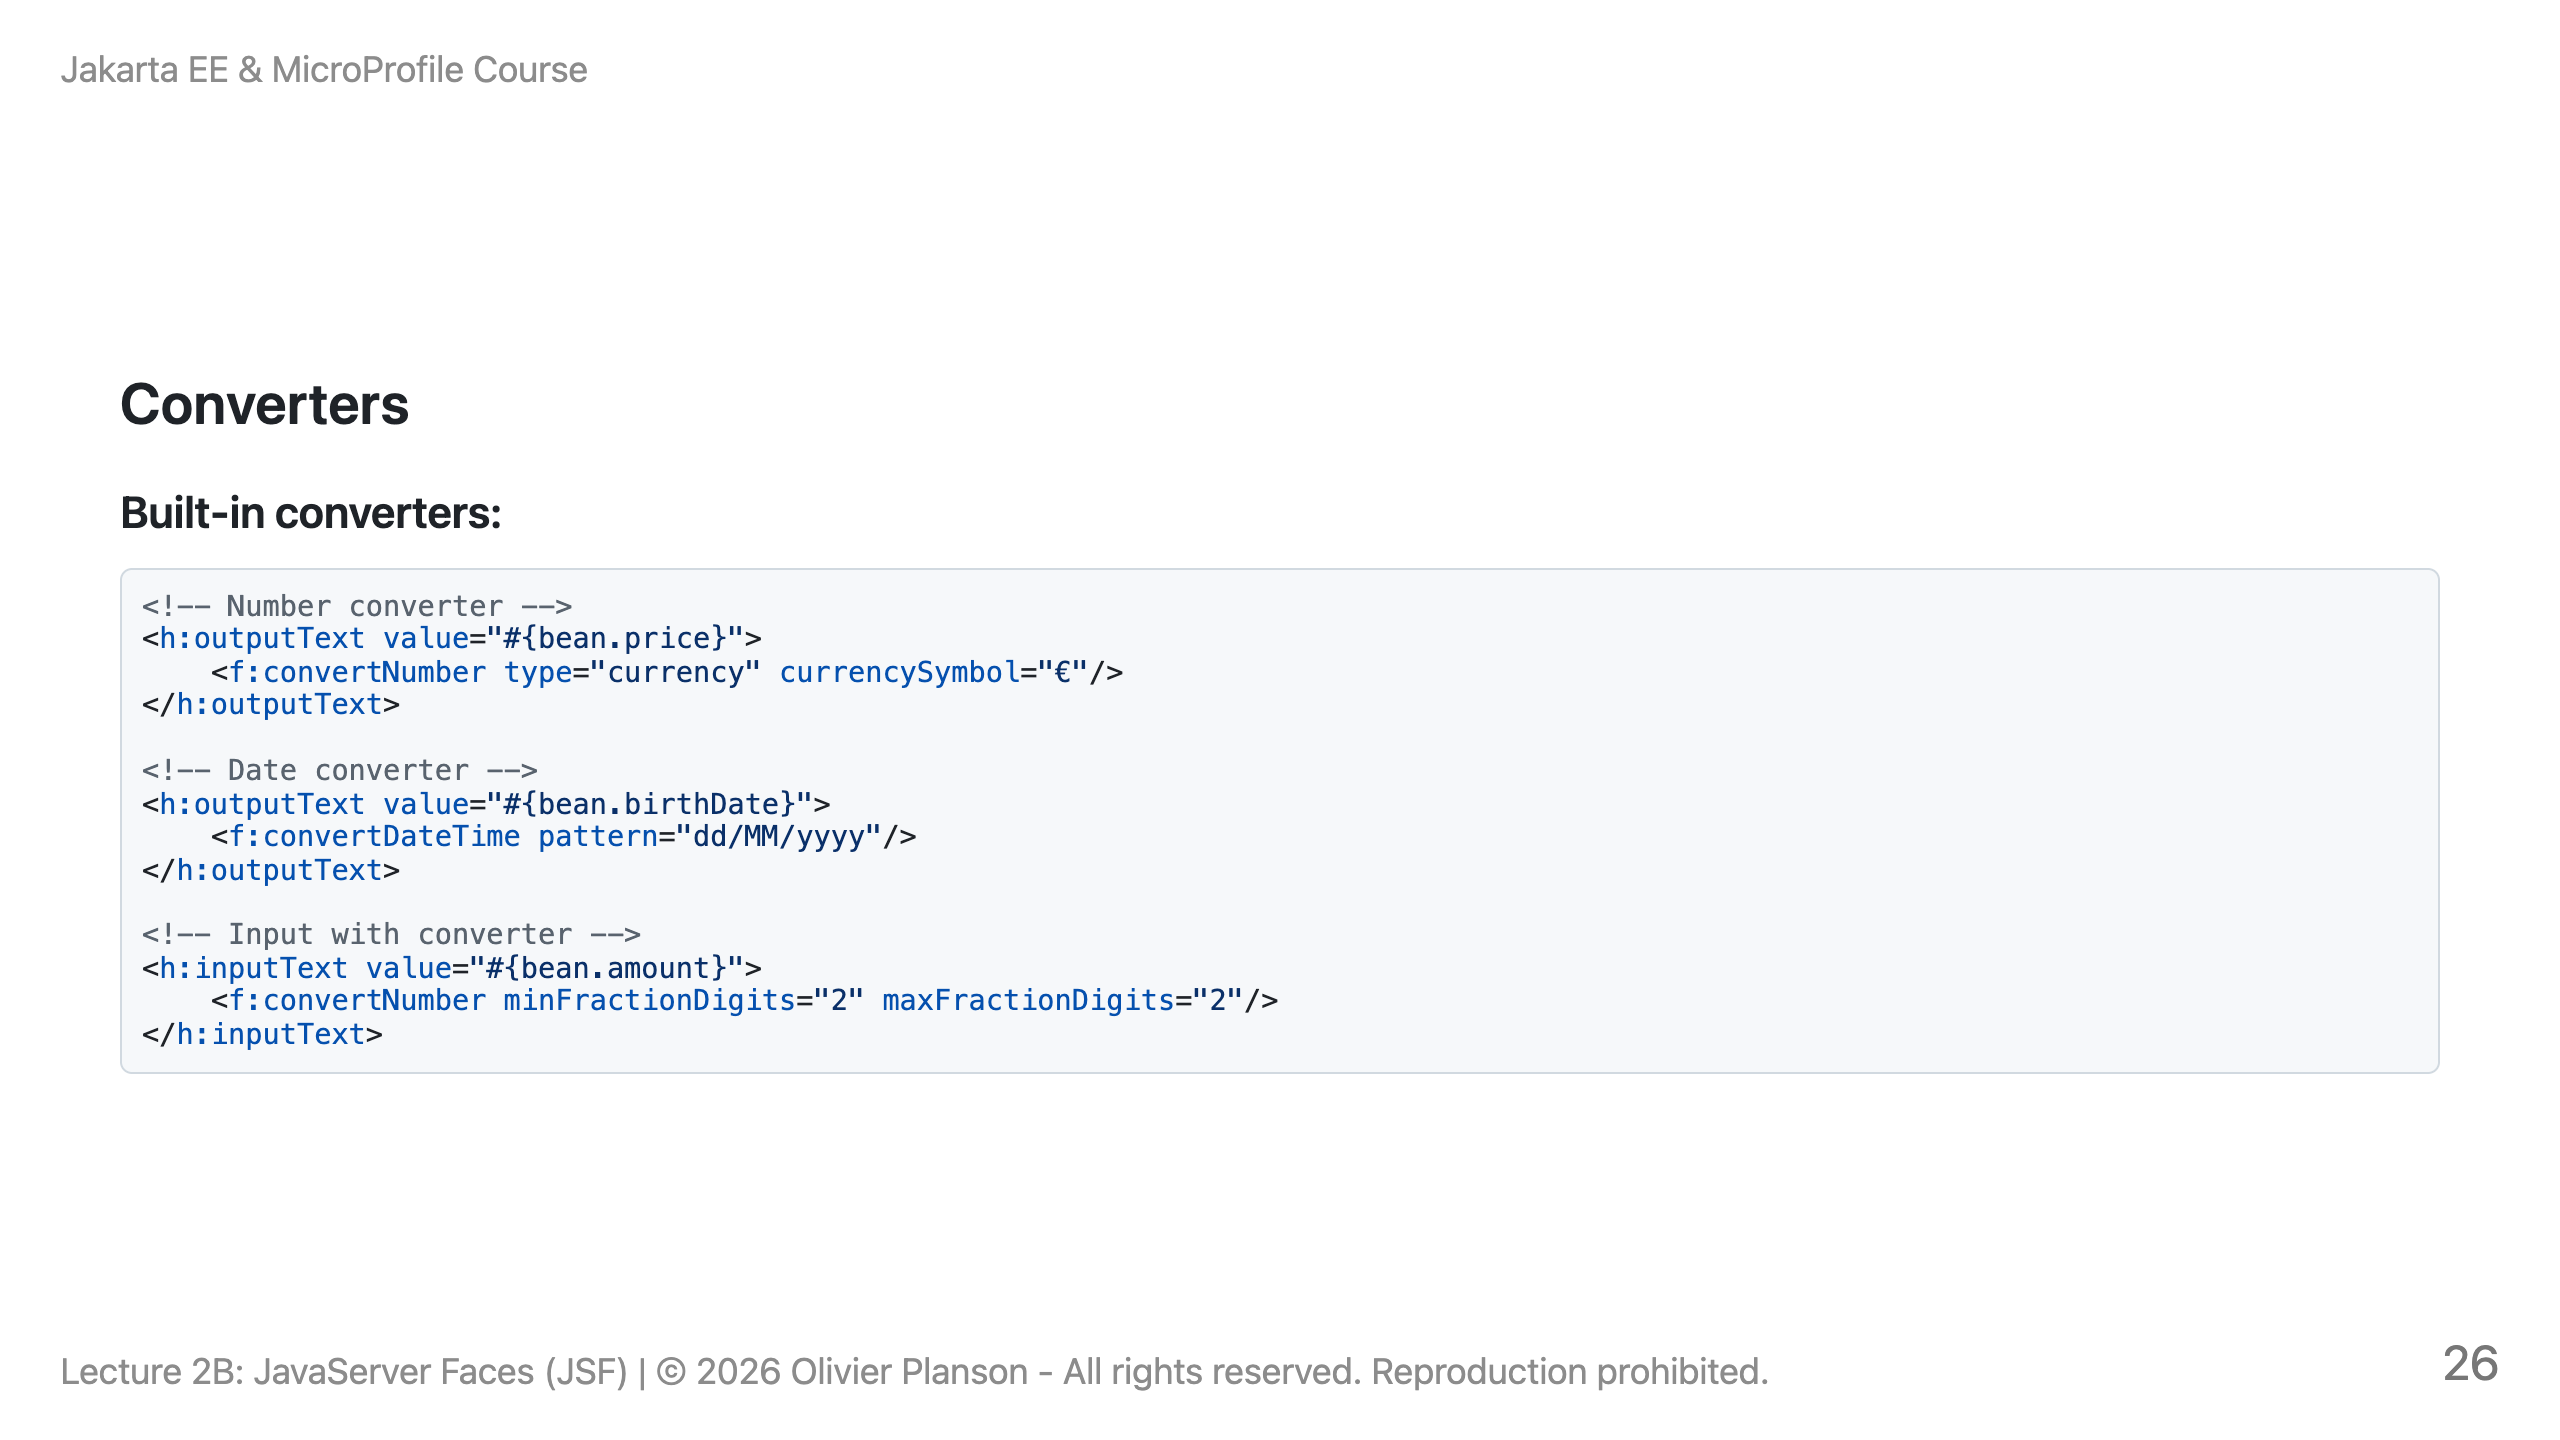 Jakarta EE & MicroProfile Course
Converters
Built-in converters:
<!-- Number converter -->
<h:outputText value="#{bean.price}">
    <f:convertNumber type="currency" currencySymbol="€"/>
</h:outputText>

<!-- Date converter -->
<h:outputText value="#{bean.birthDate}">
    <f:convertDateTime pattern="dd/MM/yyyy"/>
</h:outputText>

<!-- Input with converter -->
<h:inputText value="#{bean.amount}">
    <f:convertNumber minFractionDigits="2" maxFractionDigits="2"/>
</h:inputText>
Lecture 2B: JavaServer Faces (JSF) | © 2026 Olivier Planson - All rights reserved. Reproduction prohibited.
26